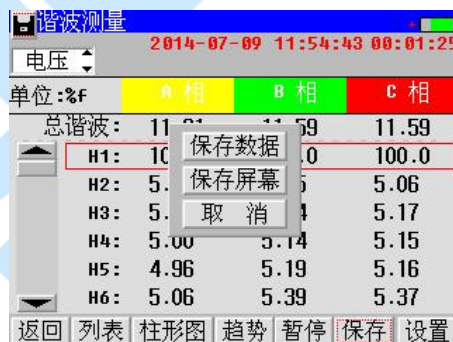 谐波测量
2014-07-09 11:54:43 00:01:25
电压
单位:%f A 相 B 相 C 相
总谐波: 11.59
H1: 100.0
H2: 5.06
H3: 5.17
H4: 5.00 5.14 5.15
H5: 4.96 5.19 5.16
H6: 5.06 5.39 5.37
保存数据
保存屏幕
取 消
返回 列表 柱形图 趋势 暂停 保存 设置